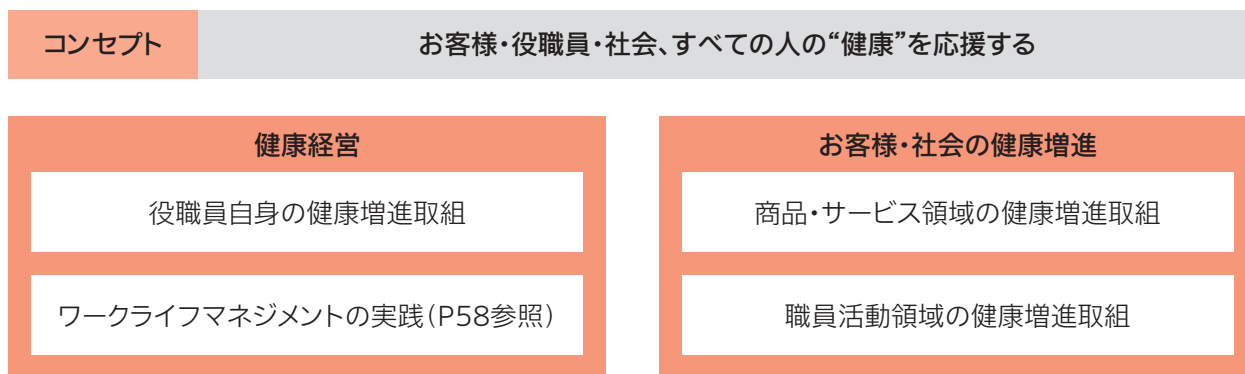 コンセプト
お客様・役職員・社会、すべての人の“健康”を応援する
健康経営
役職員自身の健康増進取組
ワークライフマネジメントの実践（P58参照）
お客様・社会の健康増進
商品・サービス領域の健康増進取組
職員活動領域の健康増進取組